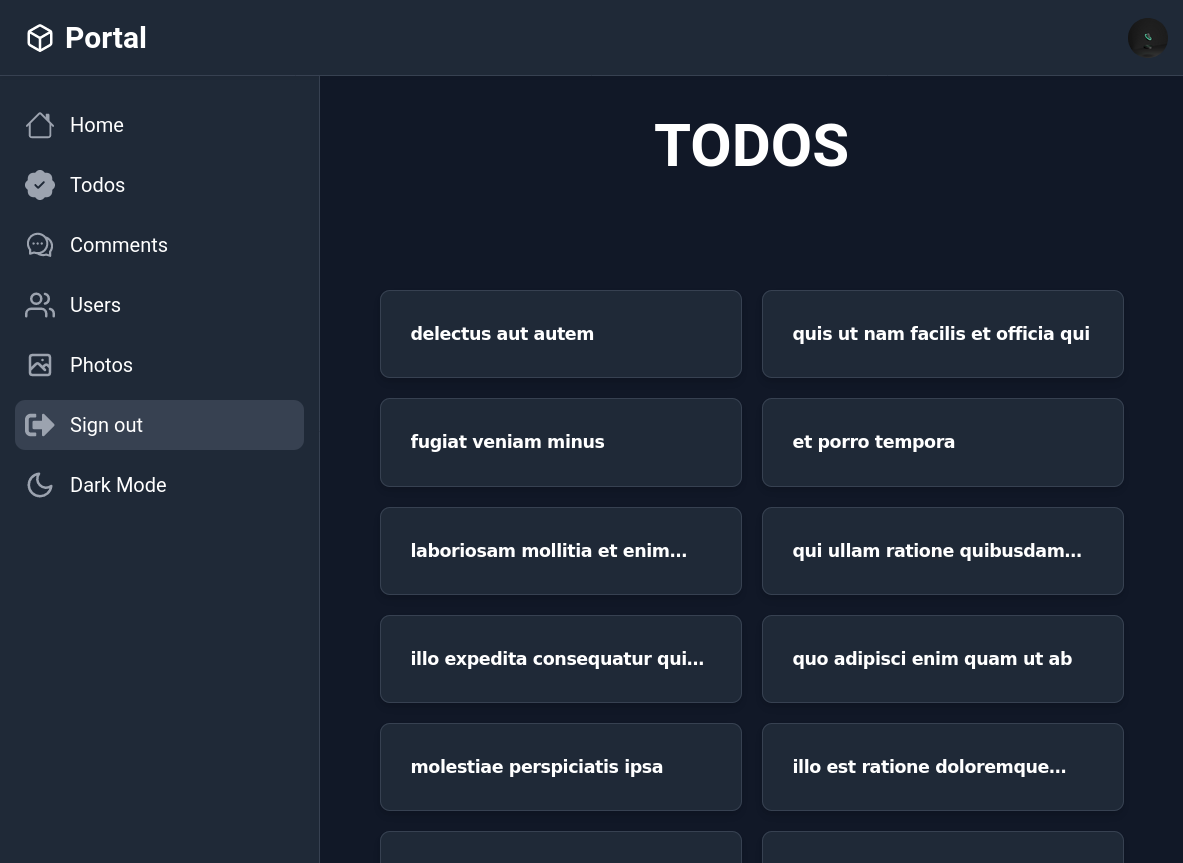 Portal
Home
Todos
Comments
Users
Photos
Sign out
Dark Mode
TODOS
delectus aut autem
quis ut nam facilis et officia qui
fugiat veniam minus
et porro tempora
laboriosam mollitia et enim...
qui ullam ratione quibusdam...
illo expedita consequatur qui...
quo adipisci enim quam ut ab
molestiae perspiciatis ipsa
illo est ratione doloremque...